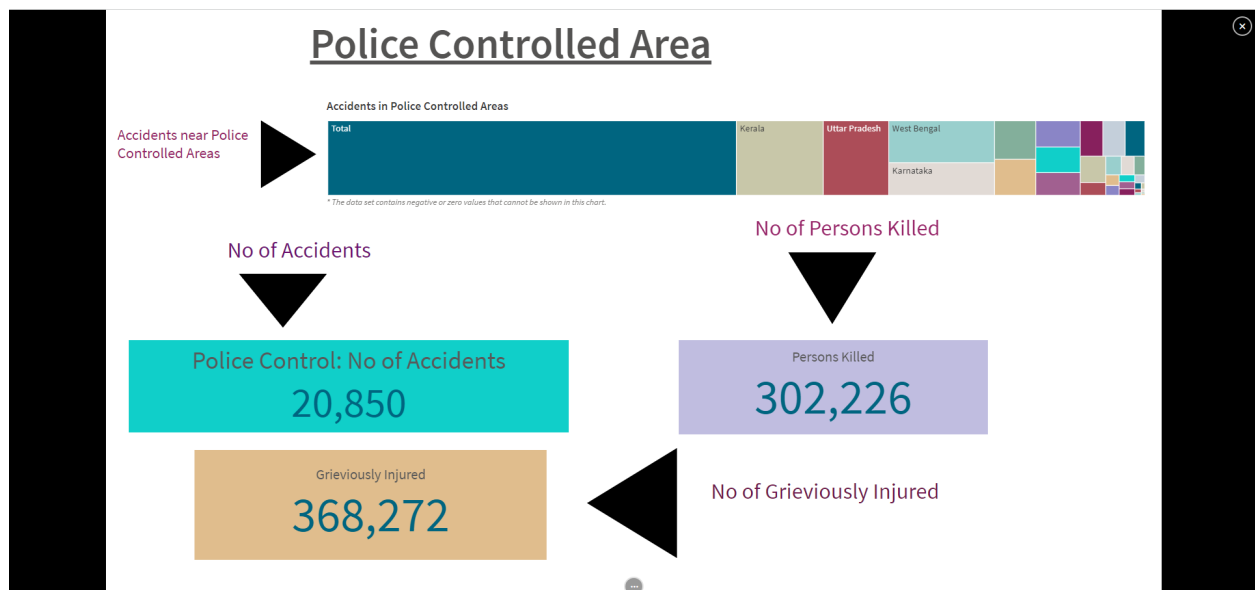 Police Controlled Area
Accidents in Police Controlled Areas
Accidents near Police
Controlled Areas
Total
Kerala
Uttar Pradesh
West Bengal
Karnataka
* The data set contains negative or zero values that cannot be shown in this chart.
No of Persons Killed
No of Accidents
Police Control: No of Accidents
20,850
Persons Killed
302,226
Grieviously Injured
368,272
No of Grieviously Injured